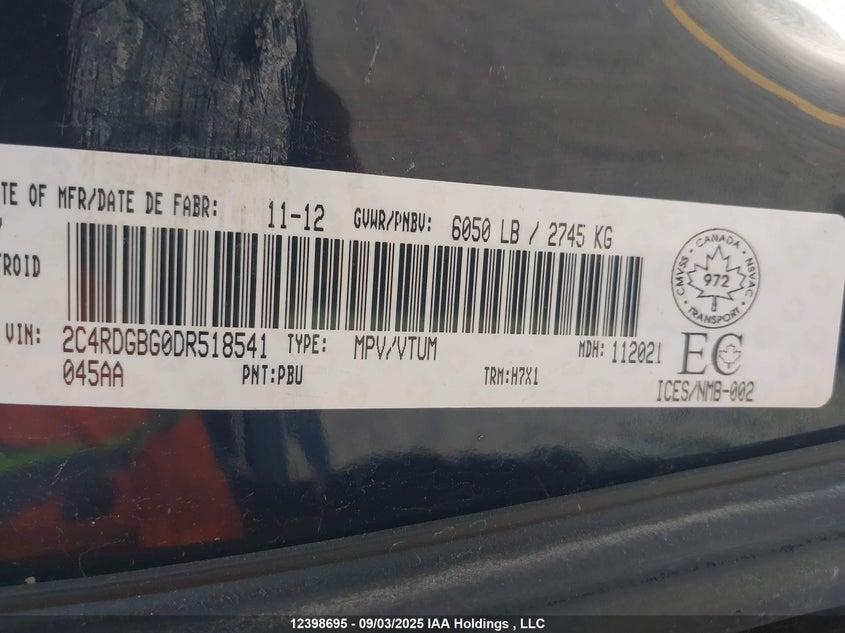 TE OF MFR/DATE DE FABR: 11-12 GVWR/PNBV: 6050 LB / 2745 KG
TROID
CMVSS • CANADA • NSVAC
972
TRANSPORT
VIN: 2C4RDGBG0DR518541 TYPE: MPV/VTUM MDH: 112021 EC
045AA PNT:PBU TRM:H7X1 ICES/NMB-002
12398695 - 09/03/2025 IAA Holdings , LLC